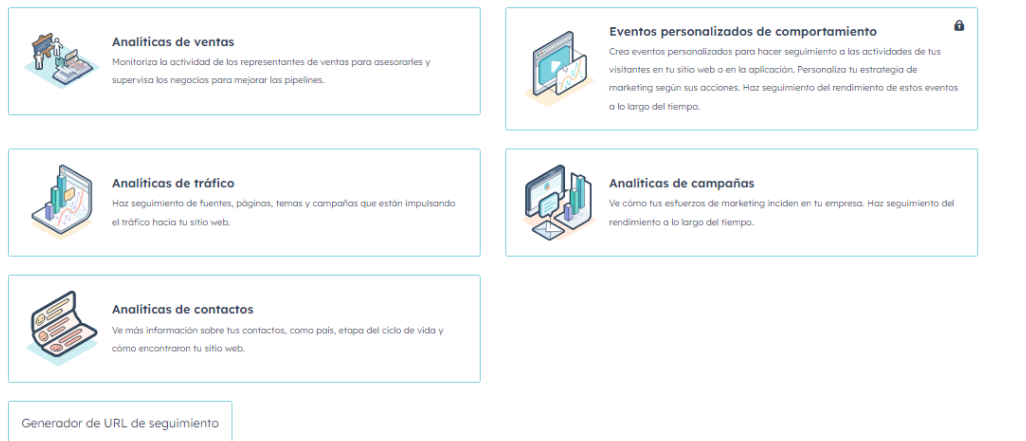 Analíticas de ventas
Monitoriza la actividad de los representantes de ventas para asesorarles y
supervisa los negocios para mejorar las pipelines.
Eventos personalizados de comportamiento
Crea eventos personalizados para hacer seguimiento a las actividades de tus
visitantes en tu sitio web o en la aplicación. Personaliza tu estrategia de
marketing según sus acciones. Haz seguimiento del rendimiento de estos eventos
a lo largo del tiempo.
Analíticas de tráfico
Haz seguimiento de fuentes, páginas, temas y campañas que están impulsando
el tráfico hacia tu sitio web.
Analíticas de campañas
Ve cómo tus esfuerzos de marketing inciden en tu empresa. Haz seguimiento del
rendimiento a lo largo del tiempo.
Analíticas de contactos
Ve más información sobre tus contactos, como país, etapa del ciclo de vida y
cómo encontraron tu sitio web.
Generador de URL de seguimiento